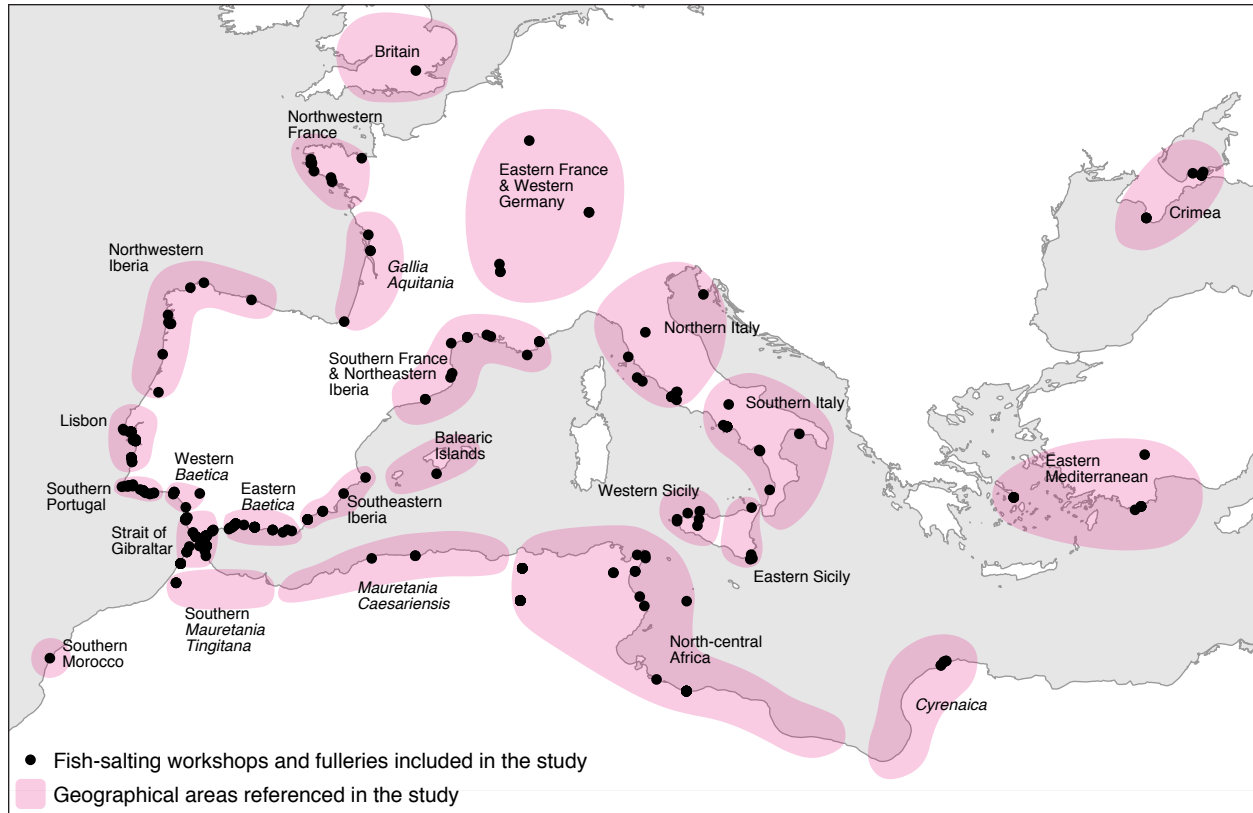 Britain
Northwestern
France
Eastern France
& Western
Germany
Crimea
Northwestern
Iberia
Gallia
Aquitania
Northern Italy
Southern France
& Northeastern
Iberia
Southern Italy
Lisbon
Balearic
Islands
Western
Baetica
Eastern
Baetica
Southern
Portugal
Southeastern
Iberia
Western Sicily
Eastern
Mediterranean
Strait of
Gibraltar
Eastern Sicily
Mauretania
Caesariensis
Southern
Mauretania
Tingitana
Southern
Morocco
North-central
Africa
Cyrenaica
Fish-salting workshops and fulleries included in the study
Geographical areas referenced in the study